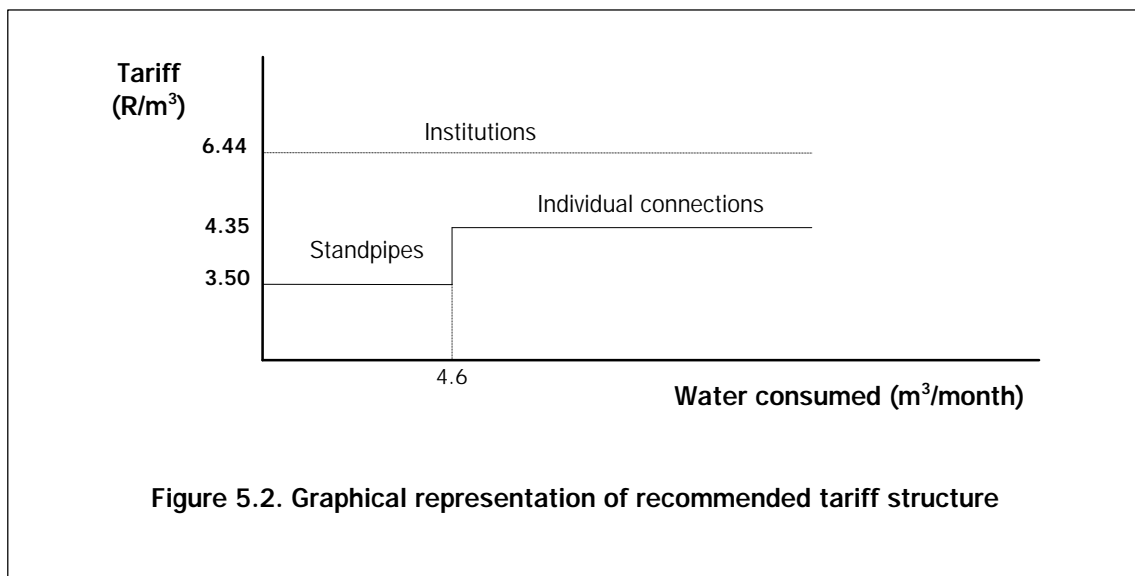 Tariff
(R/m³)
Institutions
6.44
Individual connections
4.35
Standpipes
3.50
4.6
Water consumed (m³/month)
Figure 5.2. Graphical representation of recommended tariff structure